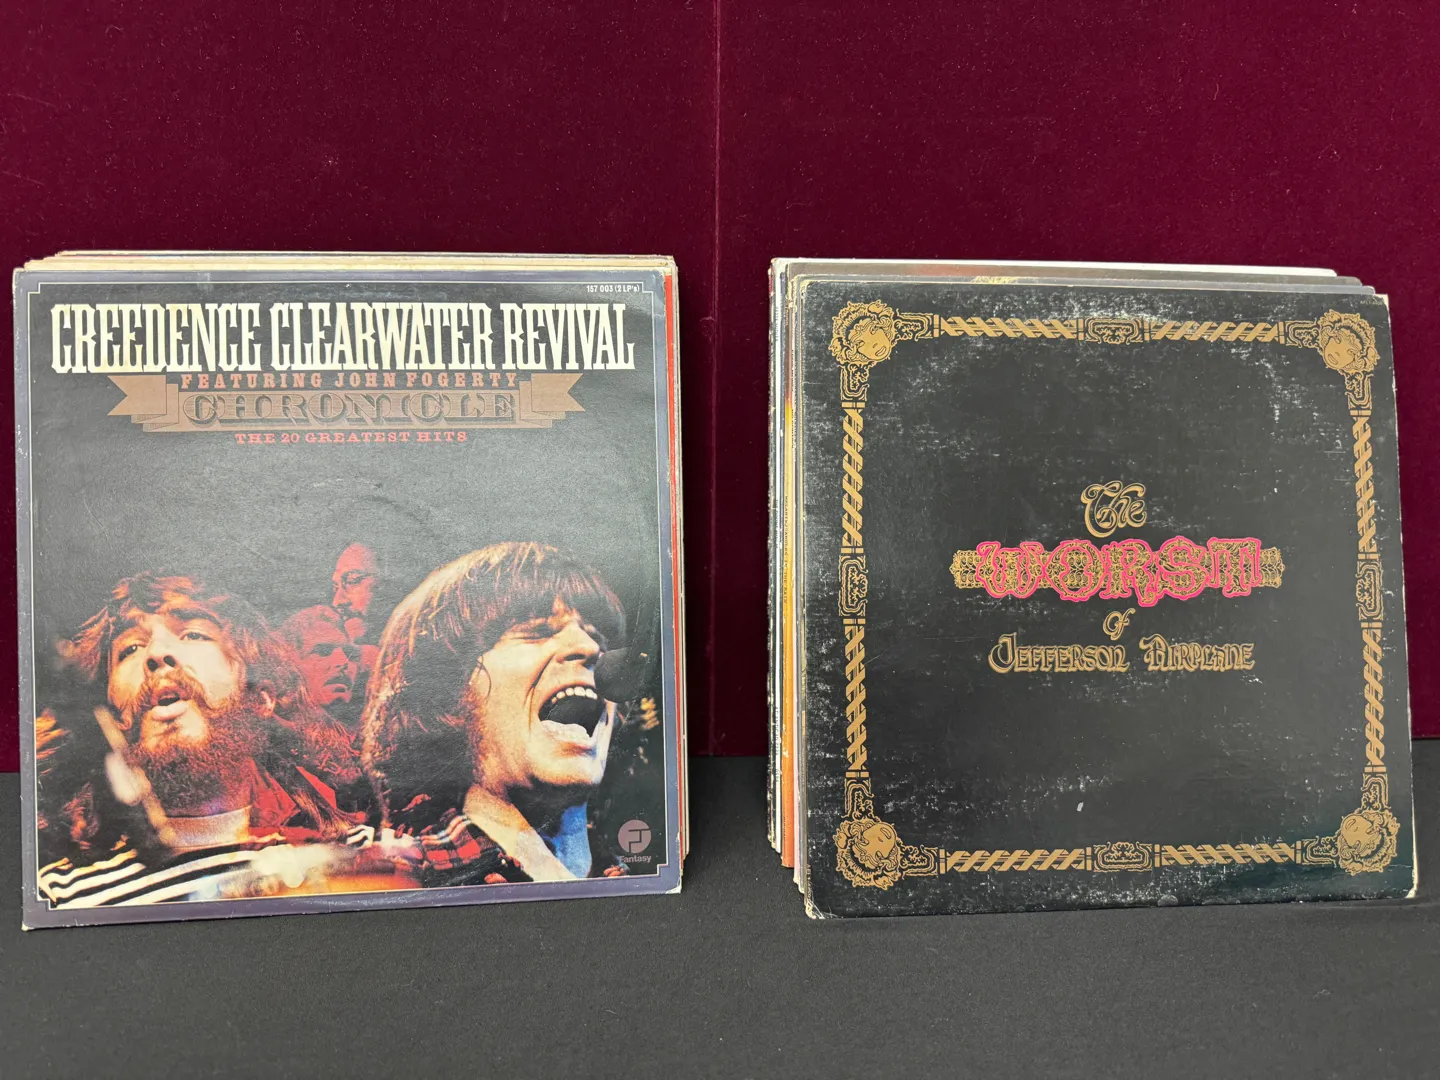 157 003 (2 LP's)
CREEDENCE CLEARWATER REVIVAL
FEATURING JOHN FOGERTY
CHRONICLE
THE 20 GREATEST HITS
Fantasy
The
WORST
of
JEFFERSON AIRPLANE